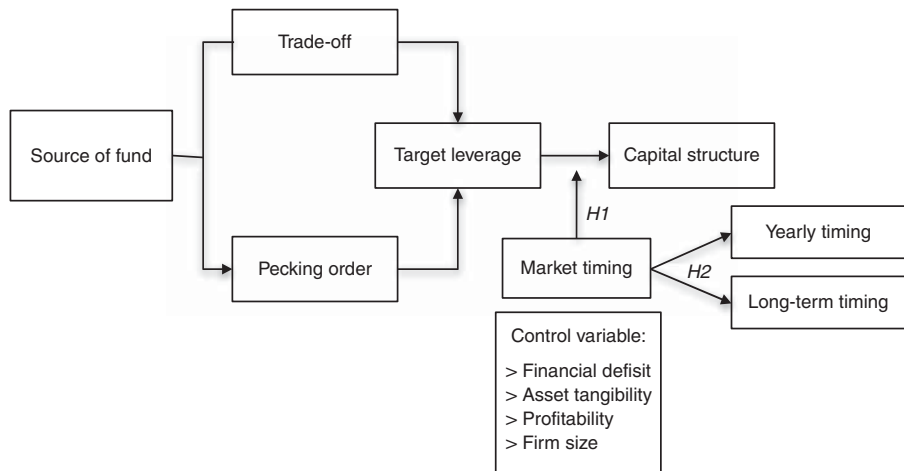 Trade-off
Source of fund
Target leverage
Capital structure
H1
Pecking order
Market timing
H2
Yearly timing
Long-term timing
Control variable:
> Financial defisit
> Asset tangibility
> Profitability
> Firm size